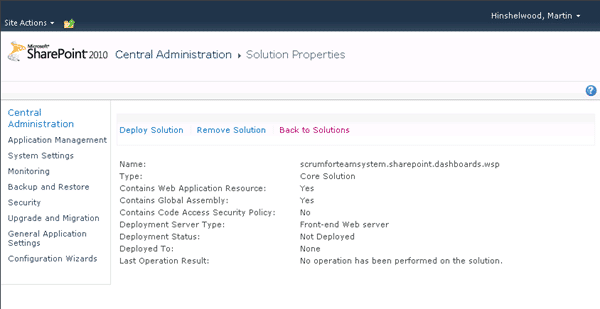 Site Actions
Hinshelwood, Martin
Microsoft
SharePoint 2010
Central Administration
Solution Properties
Central
Administration
Application Management
System Settings
Monitoring
Backup and Restore
Security
Upgrade and Migration
General Application
Settings
Configuration Wizards
Deploy Solution Remove Solution Back to Solutions
Name: scrumforteamsystem.sharepoint.dashboards.wsp
Type: Core Solution
Contains Web Application Resource: Yes
Contains Global Assembly: Yes
Contains Code Access Security Policy: No
Deployment Server Type: Front-end Web server
Deployment Status: Not Deployed
Deployed To: None
Last Operation Result: No operation has been performed on the solution.